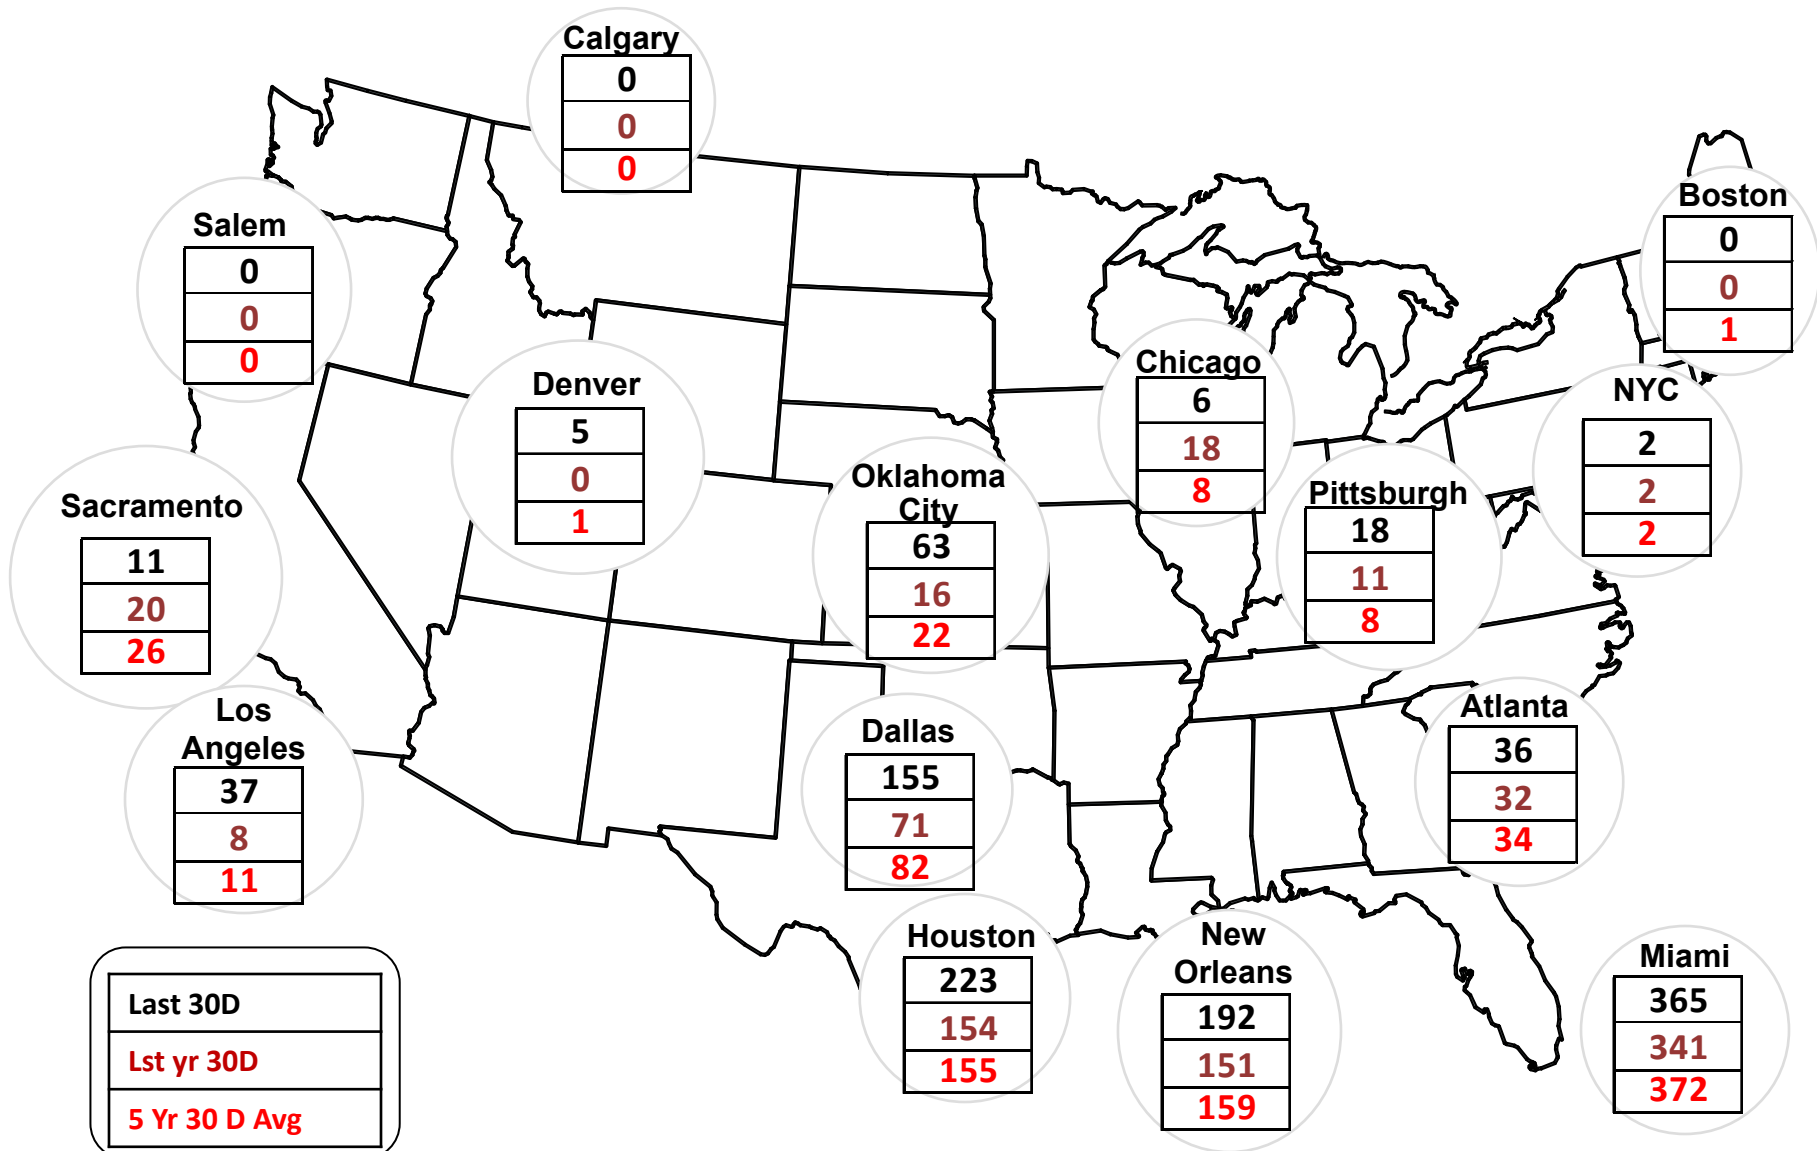 Calgary
0
0
0
Salem
0
0
0
Boston
0
0
1
Denver
5
0
1
Chicago
6
18
8
NYC
2
2
2
Sacramento
11
20
26
Oklahoma
City
63
16
22
Pittsburgh
18
11
8
Los
Angeles
37
8
11
Dallas
155
71
82
Atlanta
36
32
34
Houston
223
154
155
New
Orleans
192
151
159
Miami
365
341
372
Last 30D
Lst yr 30D
5 Yr 30 D Avg